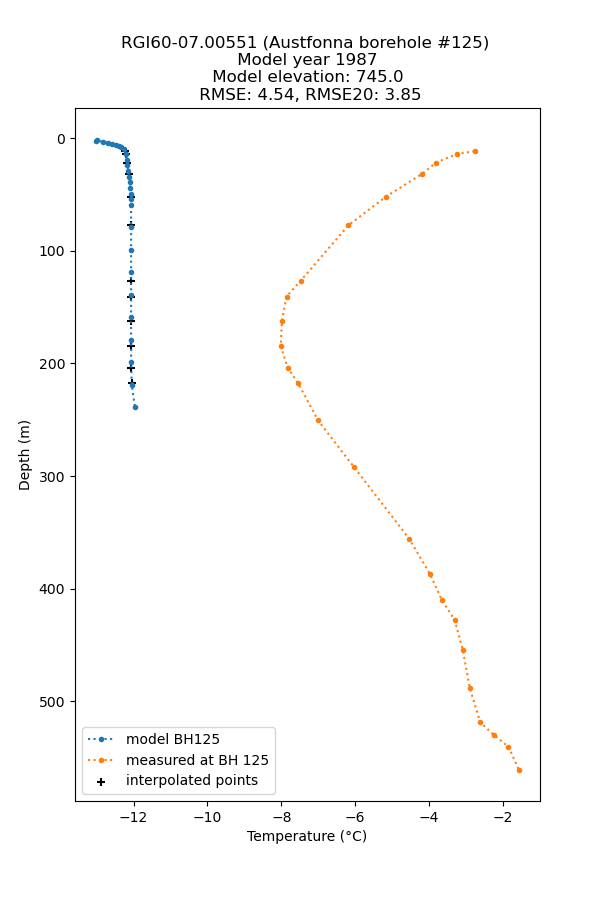 RGI60-07.00551 (Austfonna borehole #125)
Model year 1987
Model elevation: 745.0
RMSE: 4.54, RMSE20: 3.85
0
100
200
300
400
500
Depth (m)
model BH125
measured at BH 125
interpolated points
−12
−10
−8
−6
−4
−2
Temperature (°C)